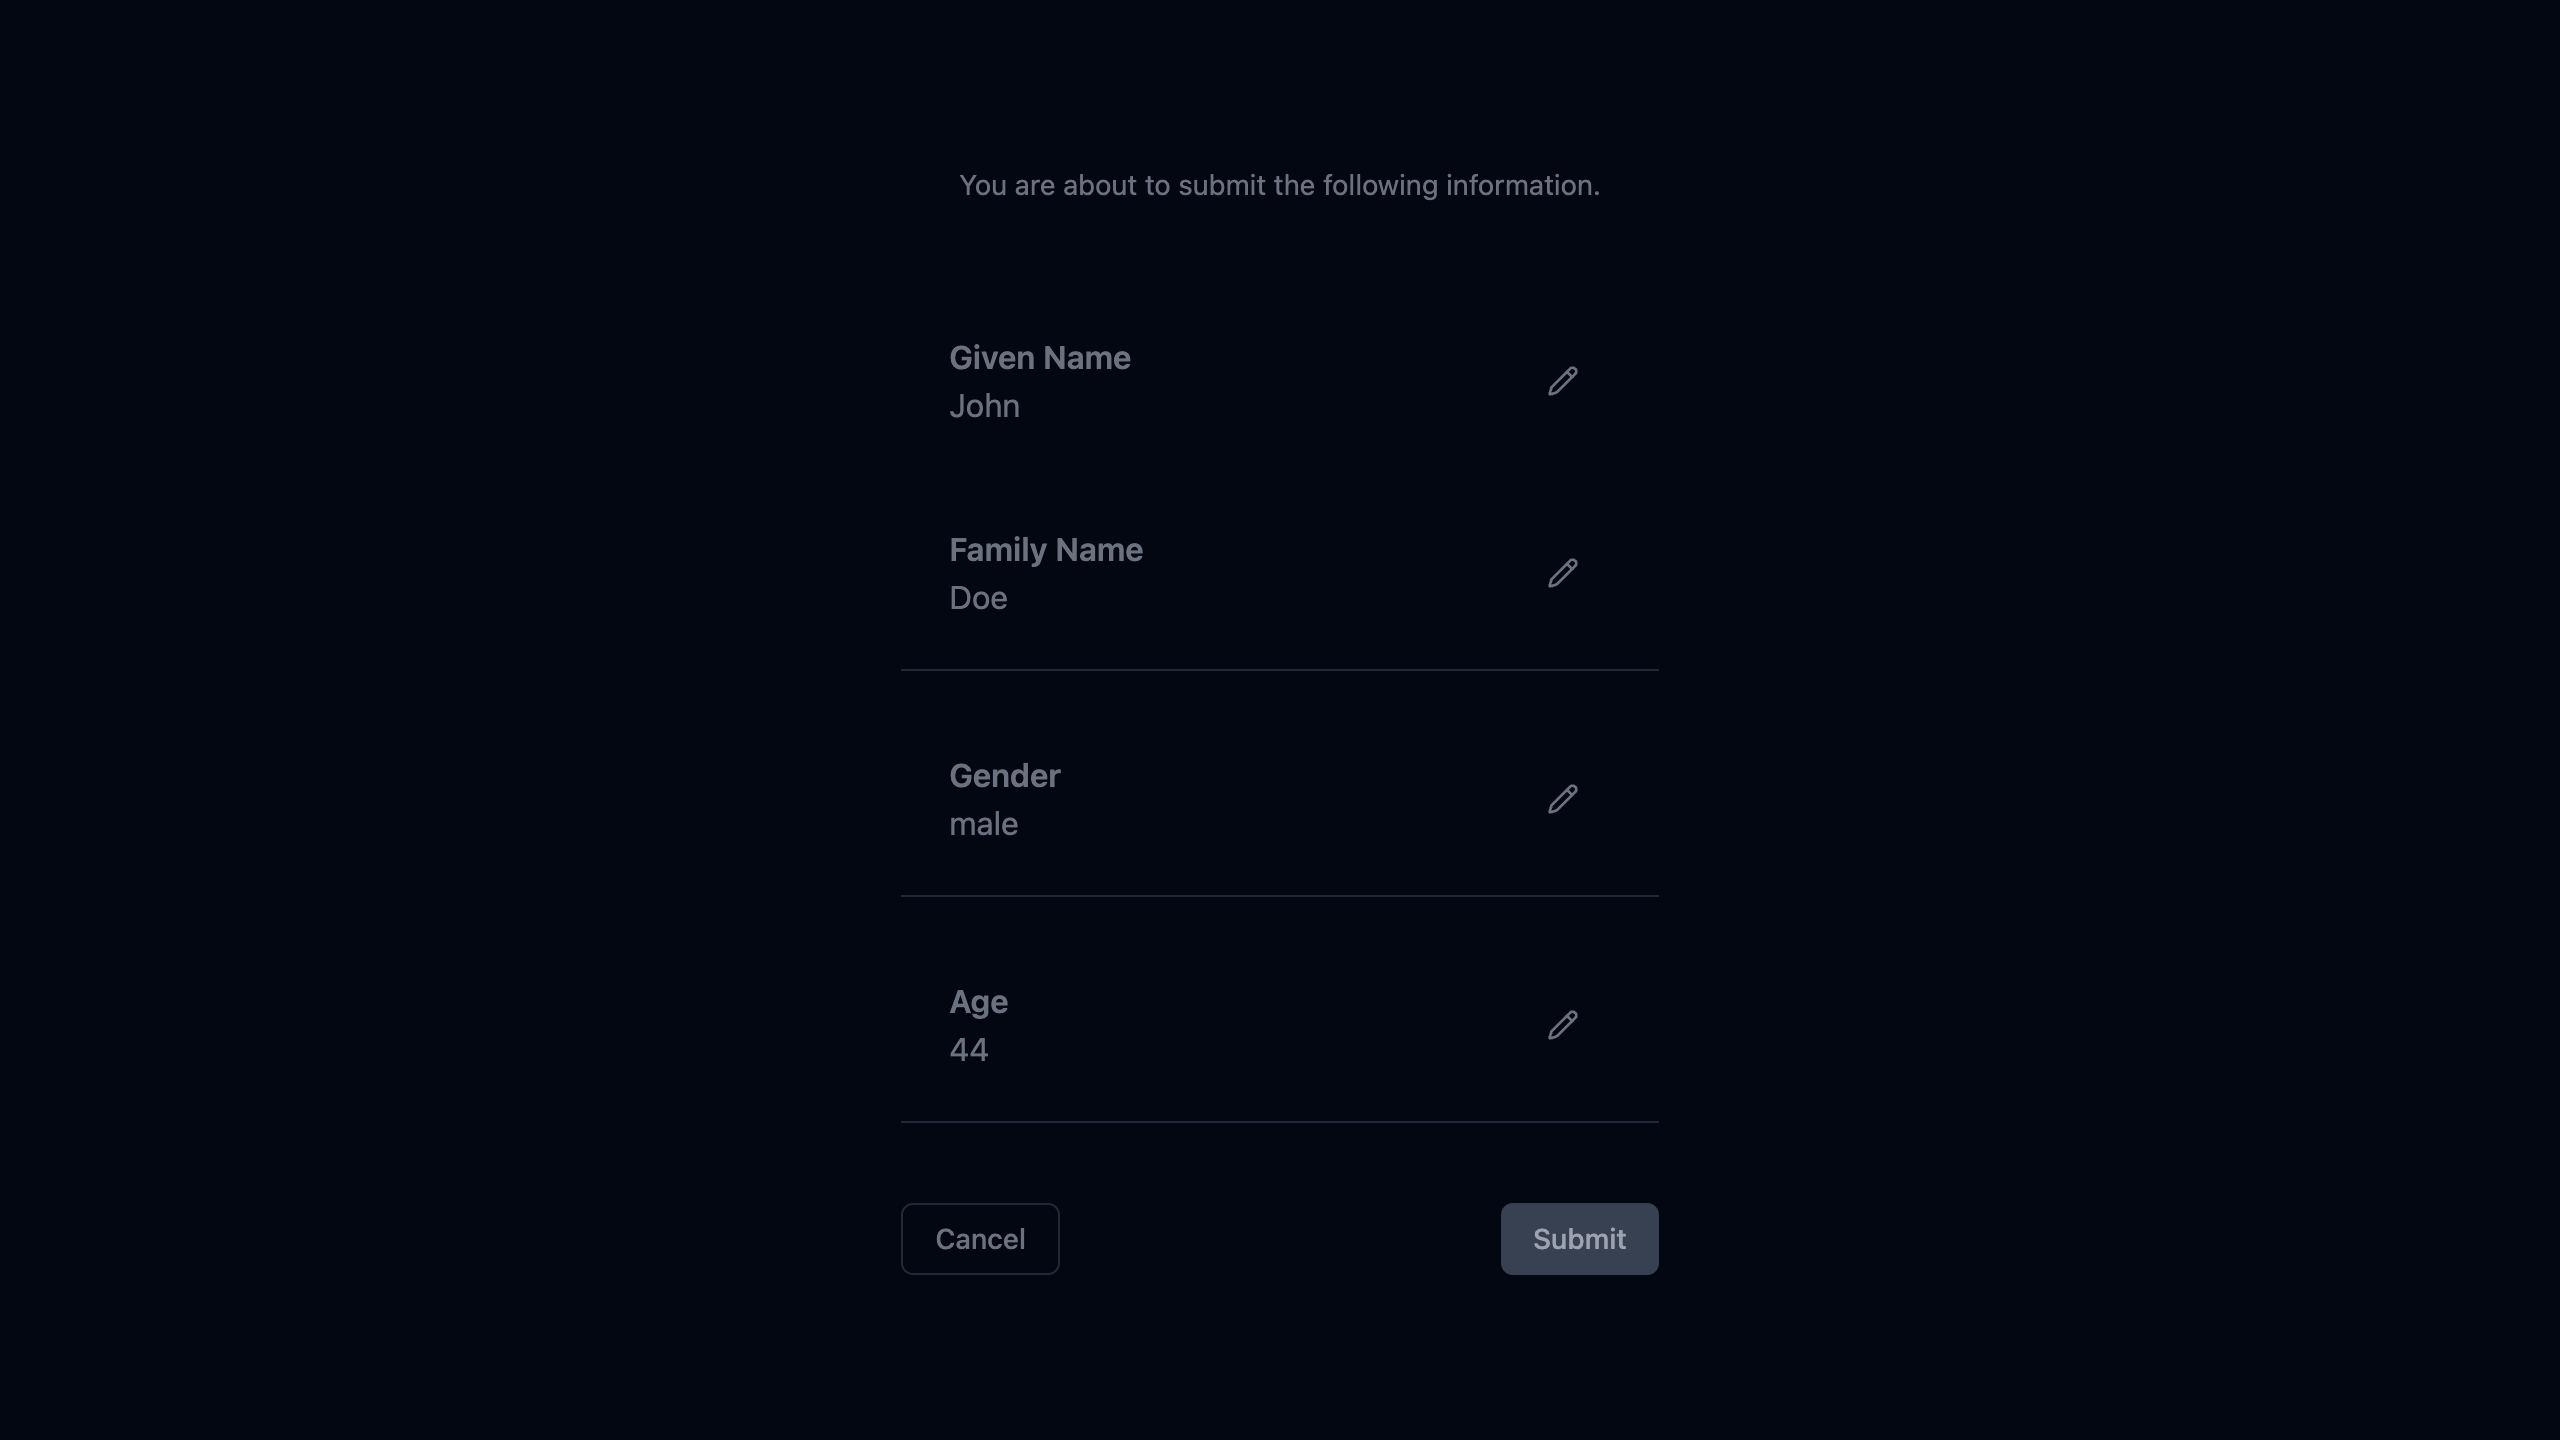 You are about to submit the following information.
Given Name
John
Family Name
Doe
Gender
male
Age
44
Cancel
Submit